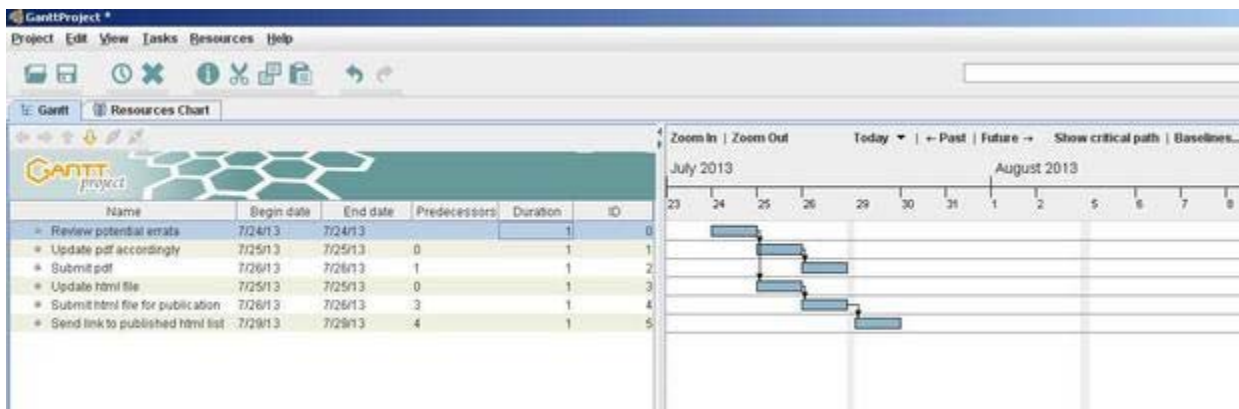 GanttProject *
Project Edit View Tasks Resources Help
Gantt Resources Chart
Zoom In | Zoom Out Today | ← Past | Future → Show critical path | Baselines...
GANTT project
July 2013 August 2013
23 24 25 26 29 30 31 1 2 5 6 7 8
Name Begin date End date Predecessors Duration ID
Review potential errata 7/24/13 7/24/13 1 0
Update pdf accordingly 7/25/13 7/25/13 0 1 1
Submit pdf 7/26/13 7/26/13 1 1 2
Update html file 7/25/13 7/25/13 0 1 3
Submit html file for publication 7/26/13 7/26/13 3 1 4
Send link to published html list 7/29/13 7/29/13 4 1 5